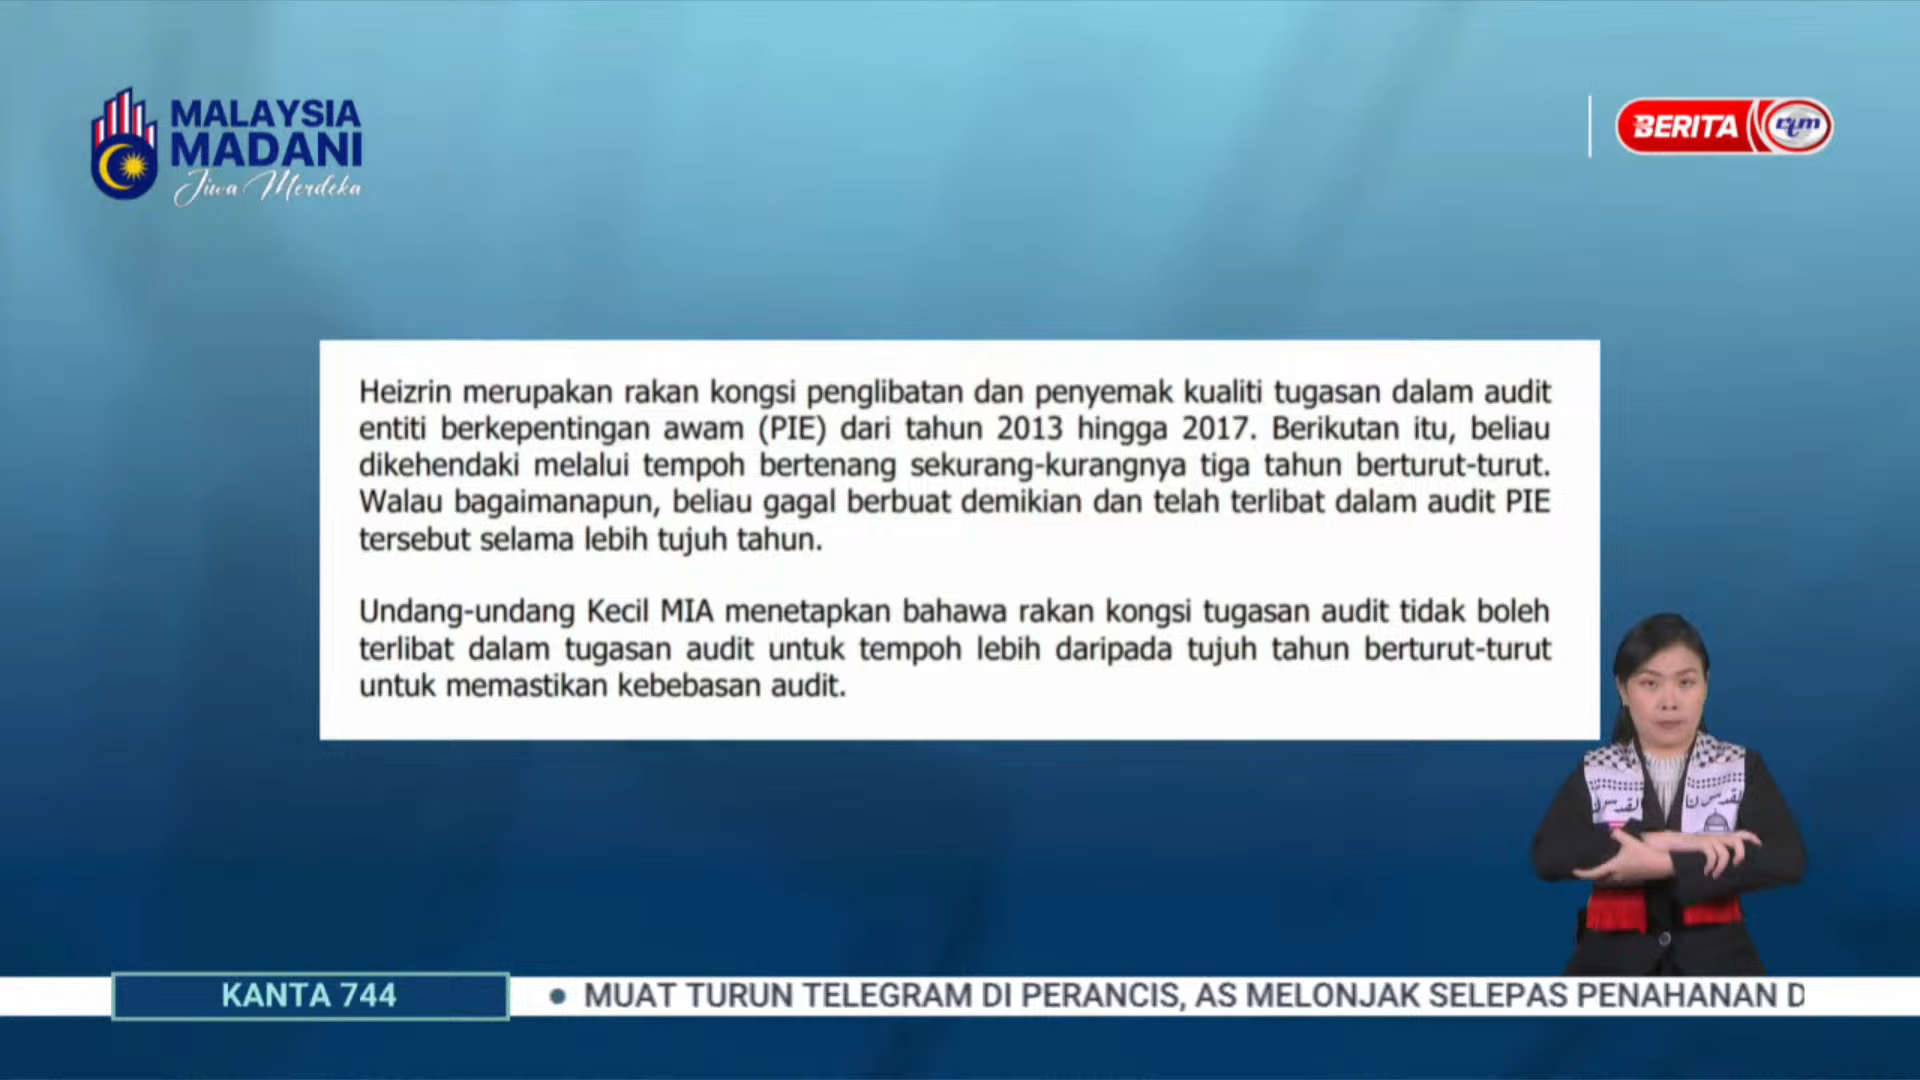 MALAYSIA
MADANI
Jiwa Merdeka
BERITA rtm
Heizrin merupakan rakan kongsi penglibatan dan penyemak kualiti tugasan dalam audit
entiti berkepentingan awam (PIE) dari tahun 2013 hingga 2017. Berikutan itu, beliau
dikehendaki melalui tempoh bertenang sekurang-kurangnya tiga tahun berturut-turut.
Walau bagaimanapun, beliau gagal berbuat demikian dan telah terlibat dalam audit PIE
tersebut selama lebih tujuh tahun.
Undang-undang Kecil MIA menetapkan bahawa rakan kongsi tugasan audit tidak boleh
terlibat dalam tugasan audit untuk tempoh lebih daripada tujuh tahun berturut-turut
untuk memastikan kebebasan audit.
KANTA 744
• MUAT TURUN TELEGRAM DI PERANCIS, AS MELONJAK SELEPAS PENAHANAN D